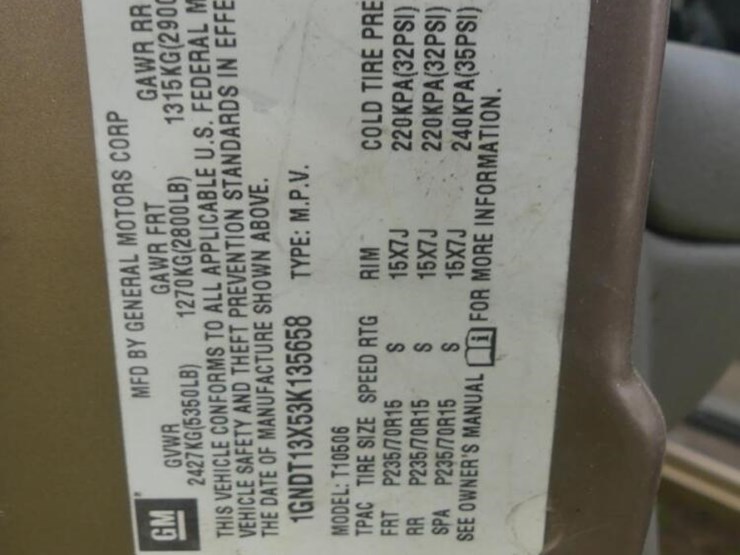 GM
MFD BY GENERAL MOTORS CORP
GVWR GAWR FRT GAWR RR
2427KG(5350LB) 1270KG(2800LB) 1315KG(290
THIS VEHICLE CONFORMS TO ALL APPLICABLE U.S. FEDERAL M
VEHICLE SAFETY AND THEFT PREVENTION STANDARDS IN EFFE
THE DATE OF MANUFACTURE SHOWN ABOVE.
1GNDT13X53K135658 TYPE: M.P.V.
MODEL: T10506
TPAC TIRE SIZE SPEED RTG RIM COLD TIRE PRE
FRT P235/70R15 S 15X7J 220KPA(32PSI)
RR P235/70R15 S 15X7J 220KPA(32PSI)
SPA P235/70R15 S 15X7J 240KPA(35PSI)
SEE OWNER'S MANUAL i FOR MORE INFORMATION.